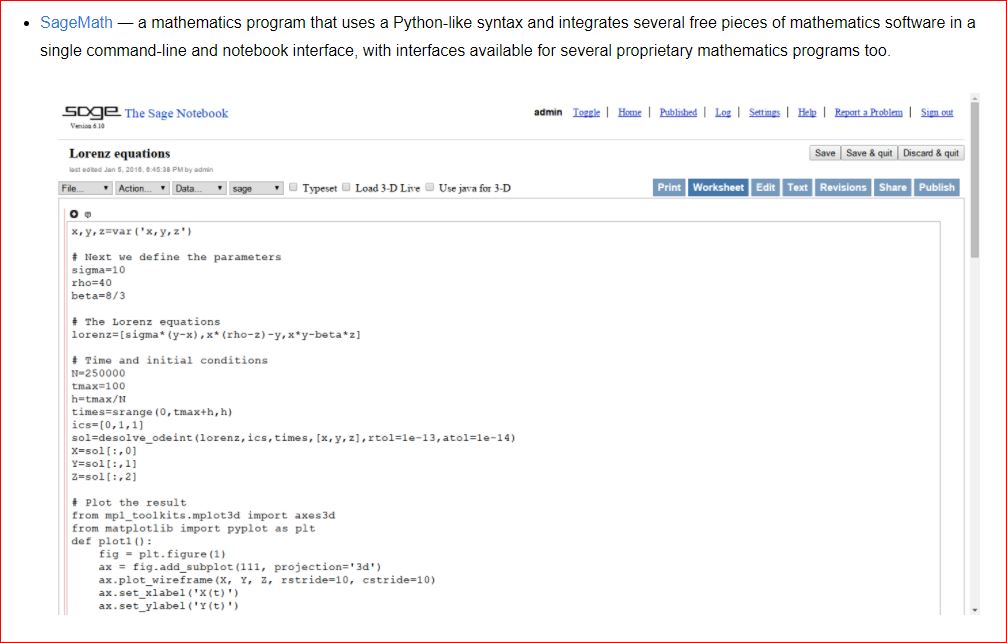 SageMath — a mathematics program that uses a Python-like syntax and integrates several free pieces of mathematics software in a
single command-line and notebook interface, with interfaces available for several proprietary mathematics programs too.
sage The Sage Notebook
Version 6.10
admin Toggle | Home | Published | Log | Settings | Help | Report a Problem | Sign out
Lorenz equations
Save Save & quit Discard & quit
last edited Jan 5, 2016, 6:45:38 PM by admin
File... Action... Data... sage Typeset Load 3-D Live Use java for 3-D
Print Worksheet Edit Text Revisions Share Publish
x,y,z=var('x,y,z')
# Next we define the parameters
sigma=10
rho=40
beta=8/3
# The Lorenz equations
lorenz=[sigma*(y-x),x*(rho-z)-y,x*y-beta*z]
# Time and initial conditions
N=250000
tmax=100
h=tmax/N
times=srange(0,tmax+h,h)
ics=[0,1,1]
sol=desolve_odeint(lorenz,ics,times,[x,y,z],rtol=1e-13,atol=1e-14)
X=sol[:,0]
Y=sol[:,1]
Z=sol[:,2]
# Plot the result
from mpl_toolkits.mplot3d import axes3d
from matplotlib import pyplot as plt
def plot1():
    fig = plt.figure(1)
    ax = fig.add_subplot(111, projection='3d')
    ax.plot_wireframe(X, Y, Z, rstride=10, cstride=10)
    ax.set_xlabel('X(t)')
    ax.set_ylabel('Y(t)')